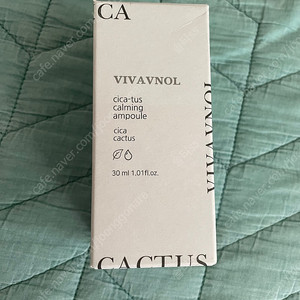 CA
VIVAVNOL
cica-tus
calming
ampoule
cica
cactus
30 ml 1.01fl.oz.
VIVAVNOL
CACTUS